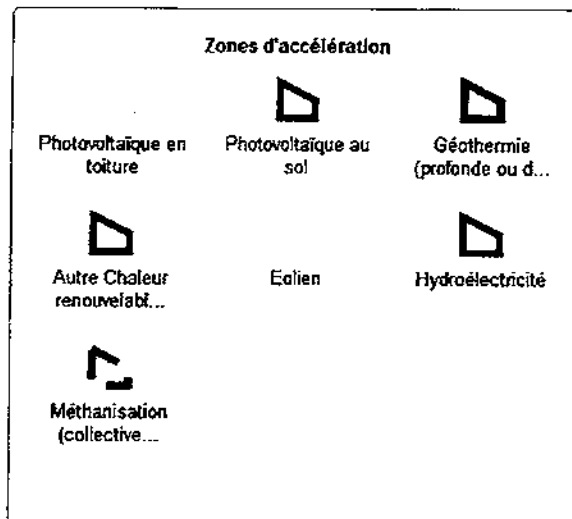 Zones d'accélération
Photovoltaïque en
toiture
Photovoltaïque au
sol
Géothermie
(profonde ou d...
Autre Chaleur
renouvelabl...
Eolien
Hydroélectricité
Méthanisation
(collective...